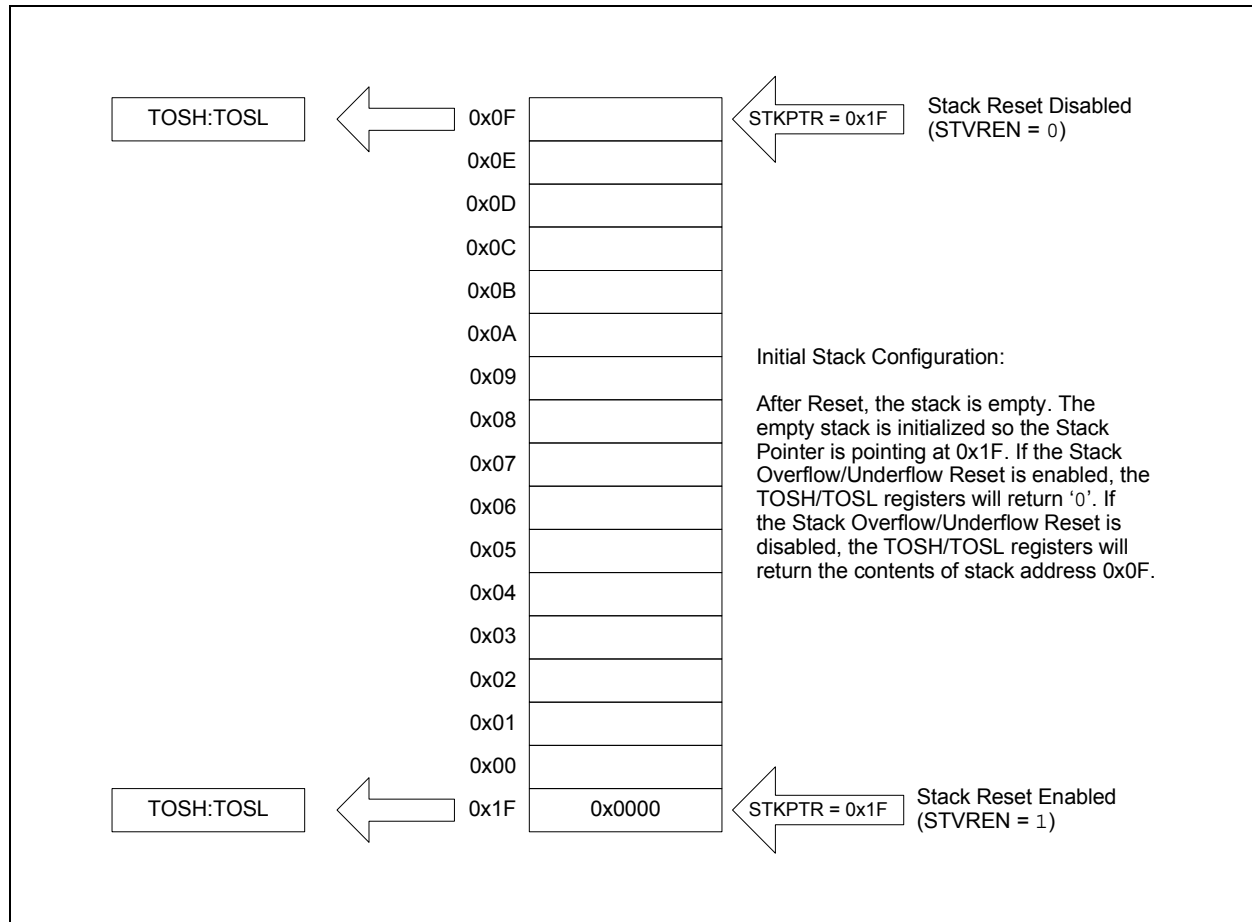 TOSH:TOSL
0x0F
STKPTR = 0x1F
Stack Reset Disabled
(STVREN = 0)
0x0E
0x0D
0x0C
0x0B
0x0A
0x09
0x08
0x07
0x06
0x05
0x04
0x03
0x02
0x01
0x00
Initial Stack Configuration:
After Reset, the stack is empty. The
empty stack is initialized so the Stack
Pointer is pointing at 0x1F. If the Stack
Overflow/Underflow Reset is enabled, the
TOSH/TOSL registers will return ‘0’. If
the Stack Overflow/Underflow Reset is
disabled, the TOSH/TOSL registers will
return the contents of stack address 0x0F.
TOSH:TOSL
0x1F
0x0000
STKPTR = 0x1F
Stack Reset Enabled
(STVREN = 1)